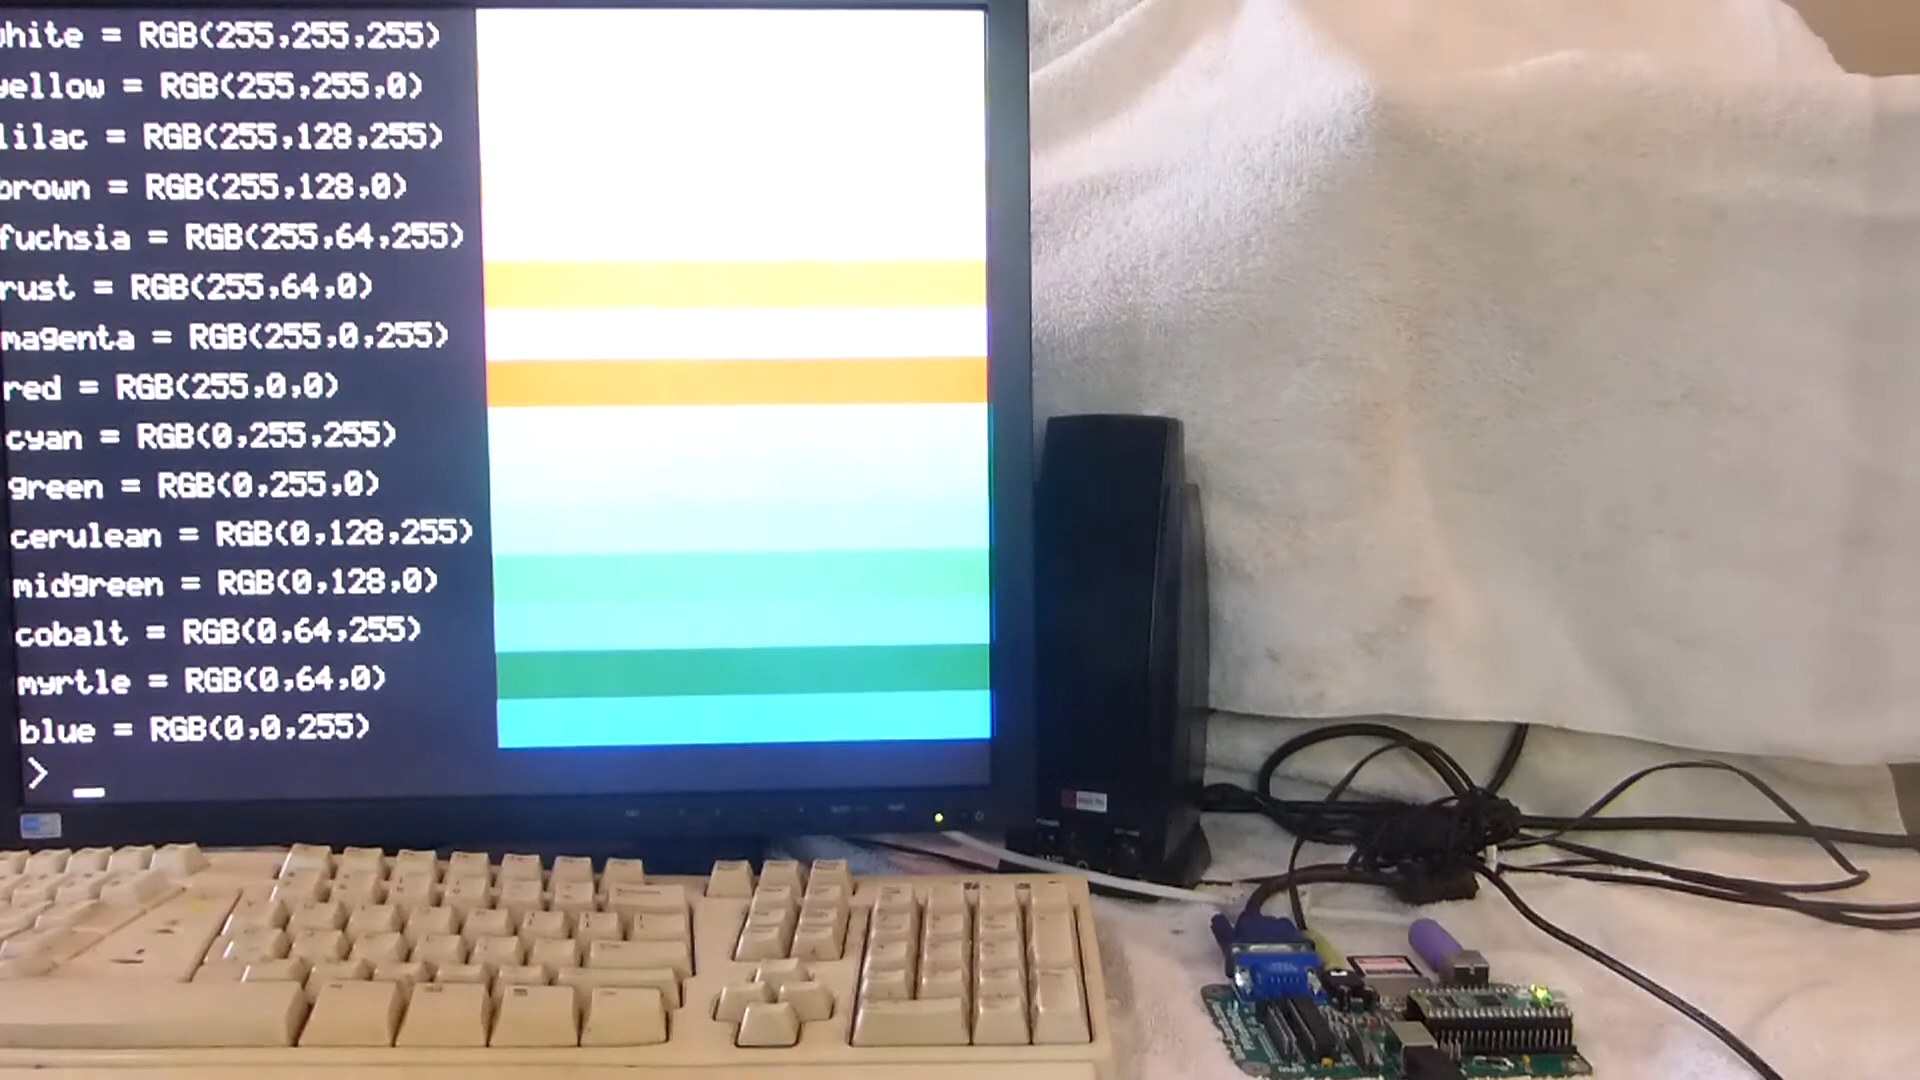 white = RGB(255,255,255)
yellow = RGB(255,255,0)
lilac = RGB(255,128,255)
brown = RGB(255,128,0)
fuchsia = RGB(255,64,255)
rust = RGB(255,64,0)
magenta = RGB(255,0,255)
red = RGB(255,0,0)
cyan = RGB(0,255,255)
green = RGB(0,255,0)
cerulean = RGB(0,128,255)
midgreen = RGB(0,128,0)
cobalt = RGB(0,64,255)
myrtle = RGB(0,64,0)
blue = RGB(0,0,255)
> _